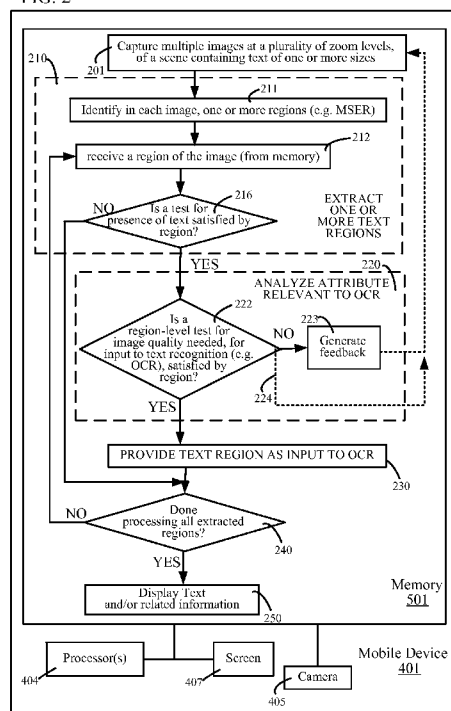 FIG. 2
Capture multiple images at a plurality of zoom levels,
of a scene containing text of one or more sizes
201
210
211
Identify in each image, one or more regions (e.g. MSER)
212
receive a region of the image (from memory)
216
NO
Is a test for
presence of text satisfied by
region?
EXTRACT
ONE OR
MORE TEXT
REGIONS
YES
220
ANALYZE ATTRIBUTE
RELEVANT TO OCR
222
Is a
region-level test for
image quality needed, for
input to text recognition (e.g.
OCR), satisfied by
region?
NO
223
Generate
feedback
224
YES
PROVIDE TEXT REGION AS INPUT TO OCR
230
NO
Done
processing all extracted
regions?
240
YES
Display Text
and/or related information
250
Memory
501
Processor(s)
404
Screen
407
Camera
405
Mobile Device
401